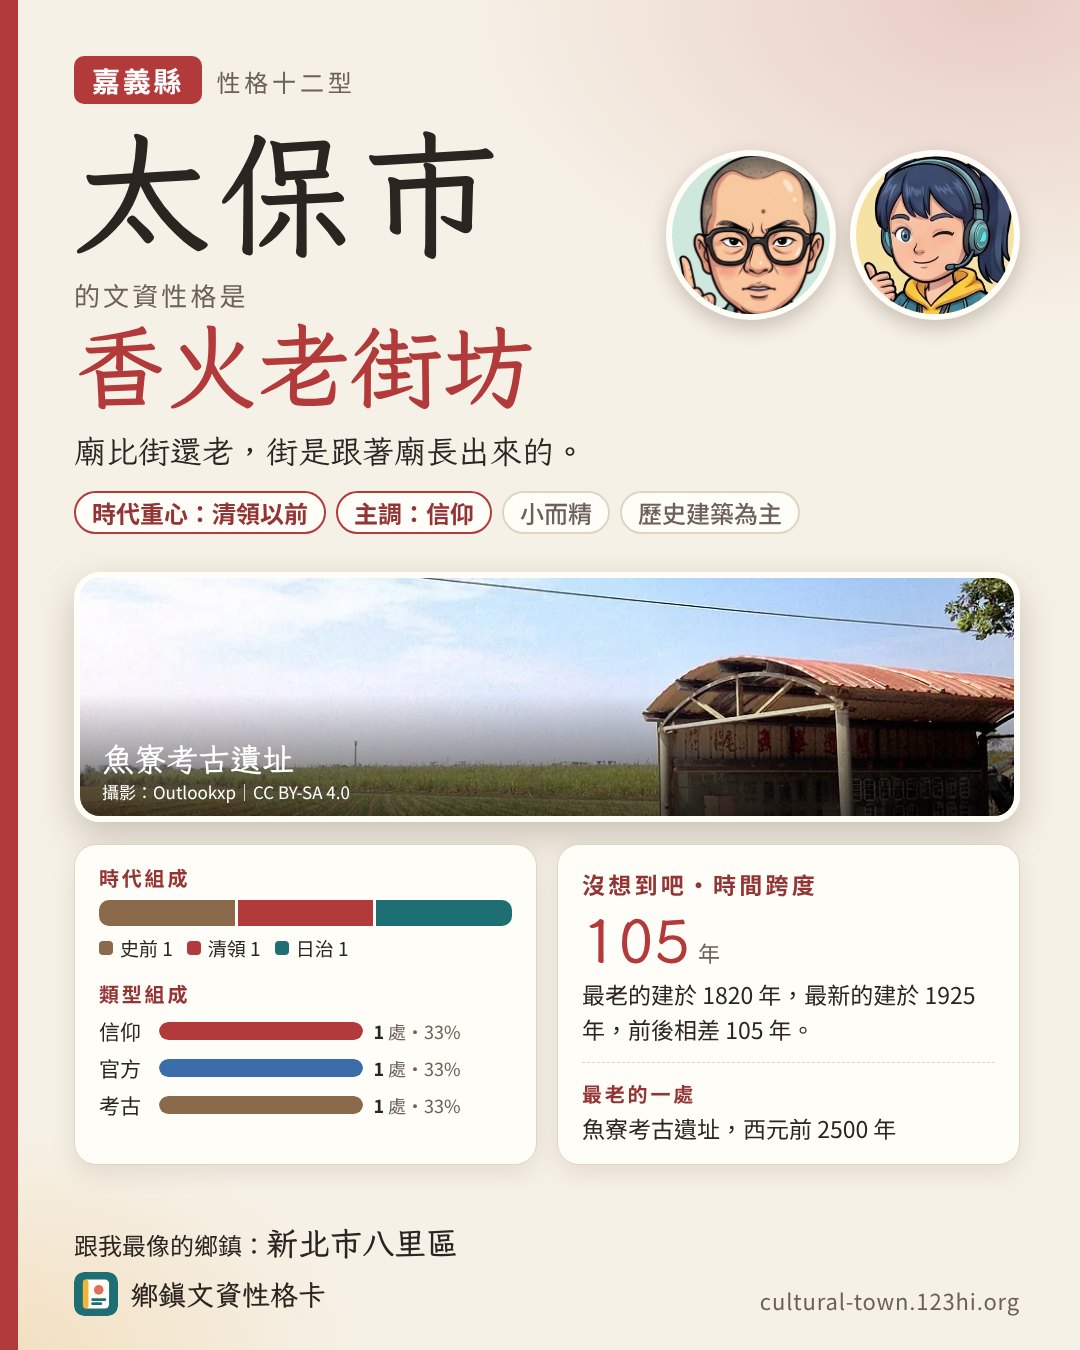 嘉義縣 性格十二型
太保市
的文資性格是
香火老街坊
廟比街還老，街是跟著廟長出來的。
時代重心：清領以前 主調：信仰 小而精 歷史建築為主
魚寮考古遺址
攝影：Outlookxp｜CC BY-SA 4.0
時代組成
史前 1 清領 1 日治 1
類型組成
信仰 1 處・33%
官方 1 處・33%
考古 1 處・33%
沒想到吧・時間跨度
105 年
最老的建於 1820 年，最新的建於 1925
年，前後相差 105 年。
最老的一處
魚寮考古遺址，西元前 2500 年
跟我最像的鄉鎮：新北市八里區
鄉鎮文資性格卡
cultural-town.123hi.org